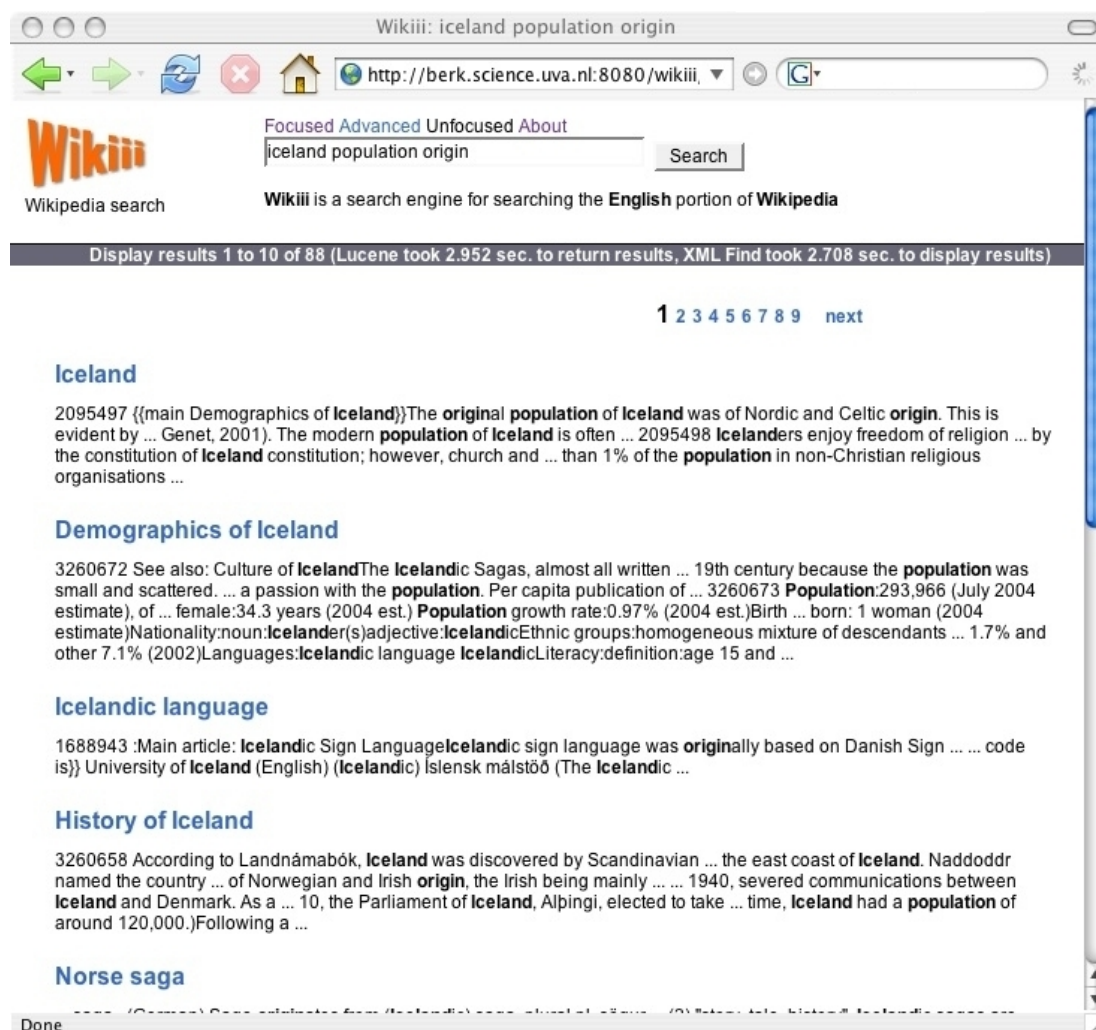 Wikiii: iceland population origin
http://berk.science.uva.nl:8080/wikiii,
G
Wikiii
Wikipedia search
Focused Advanced Unfocused About
iceland population origin
Search
Wikiii is a search engine for searching the English portion of Wikipedia
Display results 1 to 10 of 88 (Lucene took 2.952 sec. to return results, XML Find took 2.708 sec. to display results)
1 2 3 4 5 6 7 8 9 next
Iceland
2095497 {{main Demographics of Iceland}}The original population of Iceland was of Nordic and Celtic origin. This is
evident by ... Genet, 2001). The modern population of Iceland is often ... 2095498 Icelanders enjoy freedom of religion ... by
the constitution of Iceland constitution; however, church and ... than 1% of the population in non-Christian religious
organisations ...
Demographics of Iceland
3260672 See also: Culture of IcelandThe Icelandic Sagas, almost all written ... 19th century because the population was
small and scattered. ... a passion with the population. Per capita publication of ... 3260673 Population:293,966 (July 2004
estimate), of ... female:34.3 years (2004 est.) Population growth rate:0.97% (2004 est.)Birth ... born: 1 woman (2004
estimate)Nationality:noun:Icelander(s)adjective:IcelandicEthnic groups:homogeneous mixture of descendants ... 1.7% and
other 7.1% (2002)Languages:Icelandic language IcelandicLiteracy:definition:age 15 and ...
Icelandic language
1688943 :Main article: Icelandic Sign LanguageIcelandic sign language was originally based on Danish Sign ... ... code
is}} University of Iceland (English) (Icelandic) Íslensk málstöð (The Icelandic ...
History of Iceland
3260658 According to Landnámabók, Iceland was discovered by Scandinavian ... the east coast of Iceland. Naddoddr
named the country ... of Norwegian and Irish origin, the Irish being mainly ... ... 1940, severed communications between
Iceland and Denmark. As a ... 10, the Parliament of Iceland, Alþingi, elected to take ... time, Iceland had a population of
around 120,000.)Following a ...
Norse saga
Done